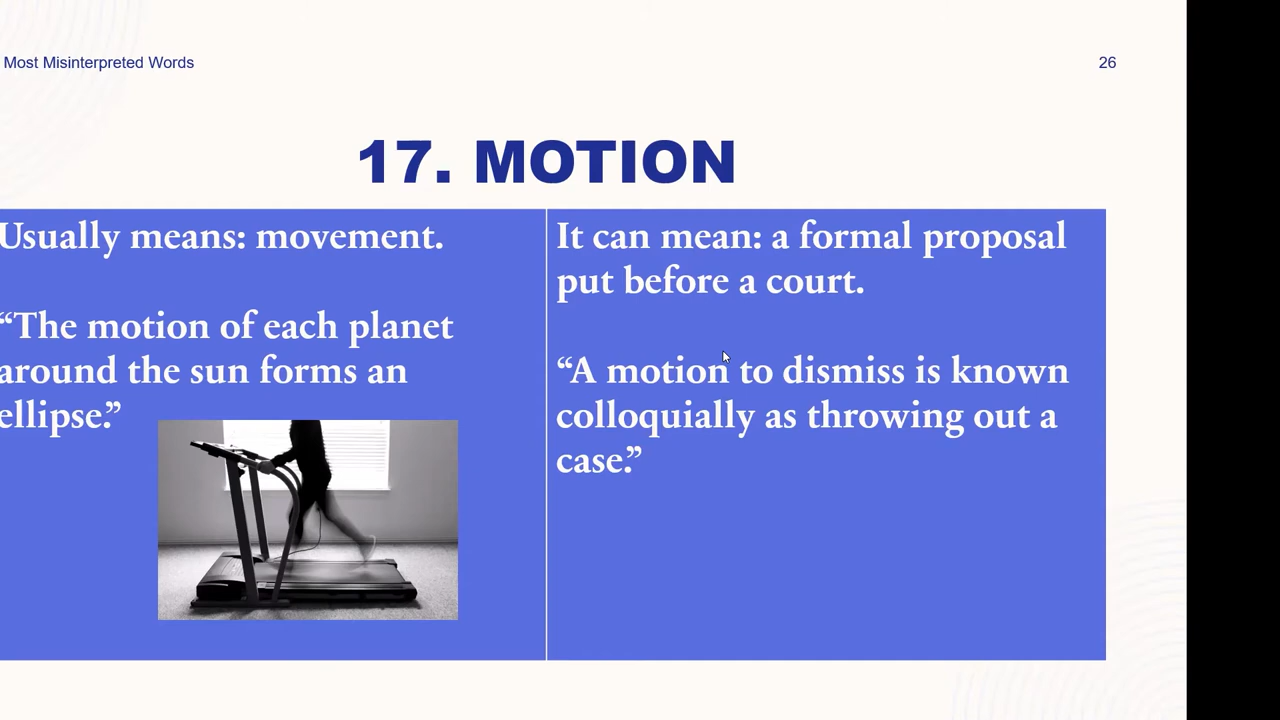 Most Misinterpreted Words
26
17. MOTION
Usually means: movement.
“The motion of each planet
around the sun forms an
ellipse.”
It can mean: a formal proposal
put before a court.
“A motion to dismiss is known
colloquially as throwing out a
case.”